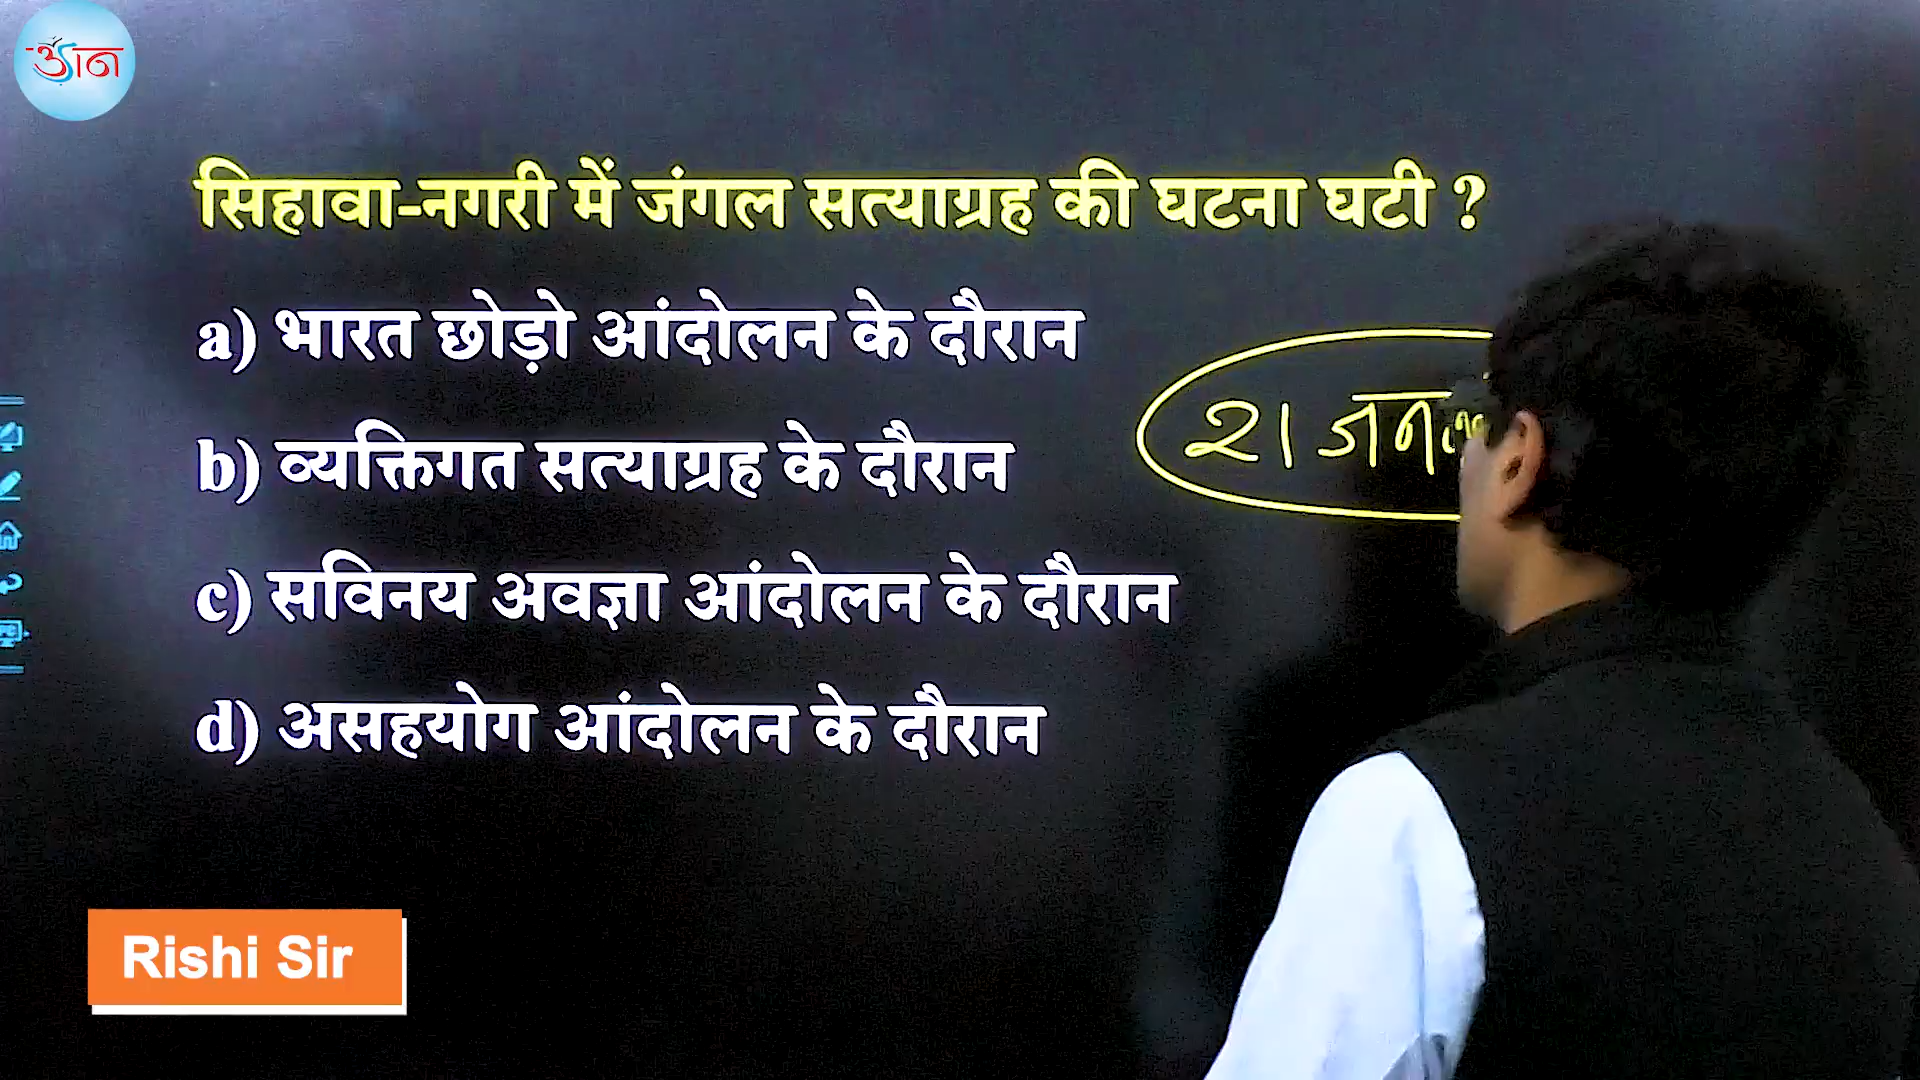 ज्ञान
सिहावा-नगरी में जंगल सत्याग्रह की घटना घटी ?
a) भारत छोड़ो आंदोलन के दौरान
b) व्यक्तिगत सत्याग्रह के दौरान
21
c) सविनय अवज्ञा आंदोलन के दौरान
d) असहयोग आंदोलन के दौरान
Rishi Sir